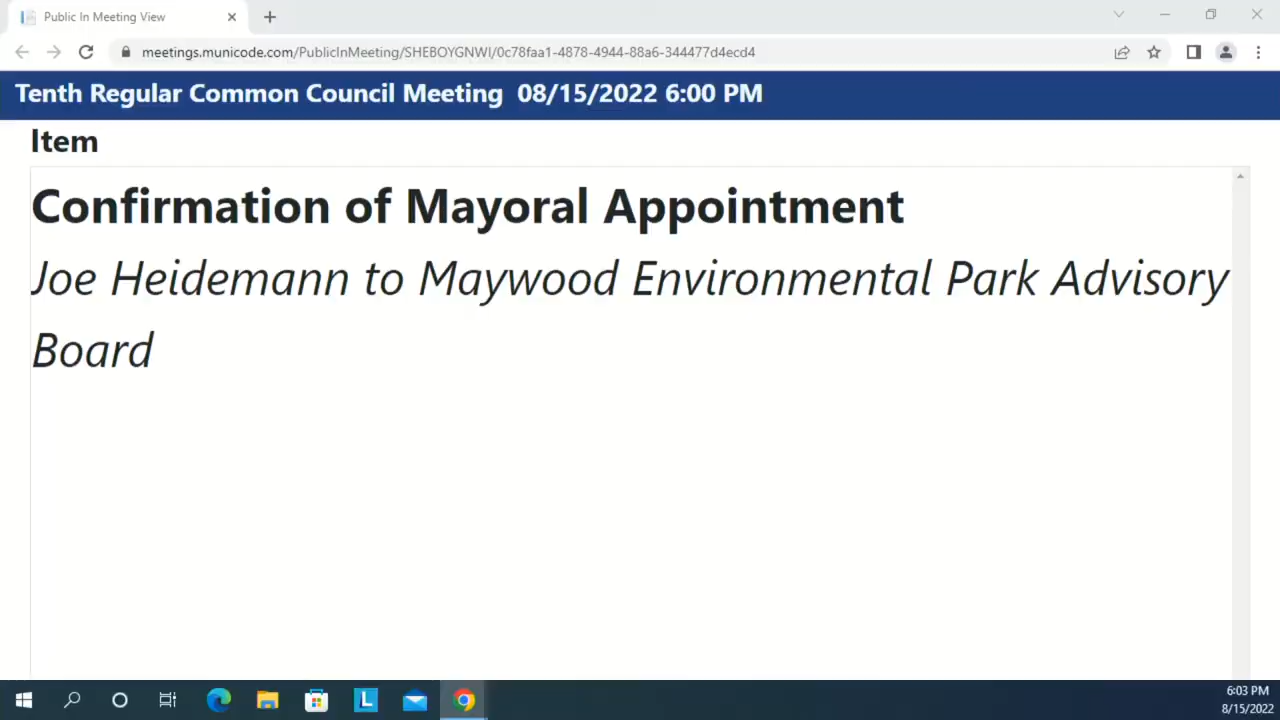 Public In Meeting View
meetings.municode.com/PublicInMeeting/SHEBOYGNWI/0c78faa1-4878-4944-88a6-344477d4ecd4
Tenth Regular Common Council Meeting 08/15/2022 6:00 PM
Item
Confirmation of Mayoral Appointment
Joe Heidemann to Maywood Environmental Park Advisory
Board
L
6:03 PM
8/15/2022